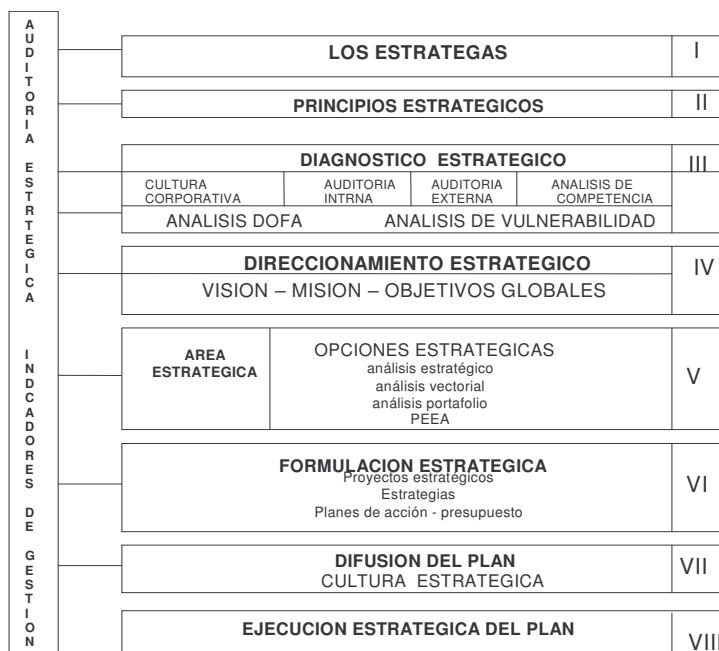 AUDITORIA ESTRTEGICA INDCADORES DE GESTION
LOS ESTRATEGAS I
PRINCIPIOS ESTRATEGICOS II
DIAGNOSTICO ESTRATEGICO III
CULTURA CORPORATIVA
AUDITORIA INTRNA
AUDITORIA EXTERNA
ANALISIS DE COMPETENCIA
ANALISIS DOFA ANALISIS DE VULNERABILIDAD
DIRECCIONAMIENTO ESTRATEGICO IV
VISION – MISION – OBJETIVOS GLOBALES
AREA ESTRATEGICA
OPCIONES ESTRATEGICAS V
análisis estratégico
análisis vectorial
análisis portafolio
PEEA
FORMULACION ESTRATEGICA VI
Proyectos estratégicos
Estrategias
Planes de acción - presupuesto
DIFUSION DEL PLAN VII
CULTURA ESTRATEGICA
EJECUCION ESTRATEGICA DEL PLAN VIII